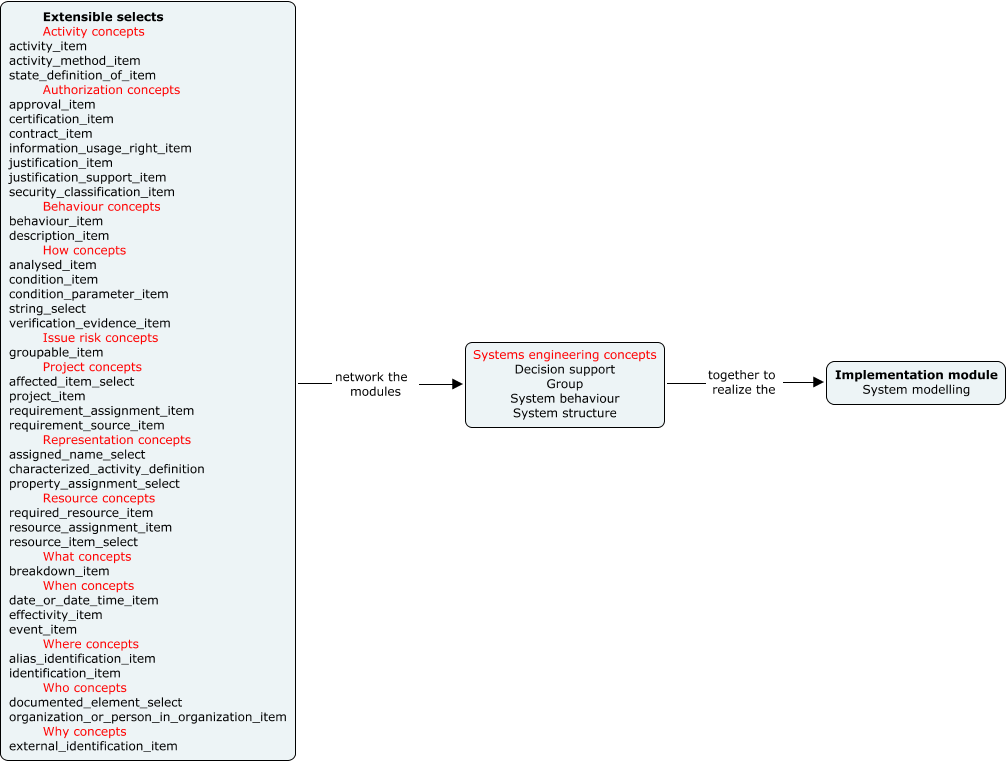 Extensible selects
Activity concepts
activity_item
activity_method_item
state_definition_of_item
Authorization concepts
approval_item
certification_item
contract_item
information_usage_right_item
justification_item
justification_support_item
security_classification_item
Behaviour concepts
behaviour_item
description_item
How concepts
analysed_item
condition_item
condition_parameter_item
string_select
verification_evidence_item
Issue risk concepts
groupable_item
Project concepts
affected_item_select
project_item
requirement_assignment_item
requirement_source_item
Representation concepts
assigned_name_select
characterized_activity_definition
property_assignment_select
Resource concepts
required_resource_item
resource_assignment_item
resource_item_select
What concepts
breakdown_item
When concepts
date_or_date_time_item
effectivity_item
event_item
Where concepts
alias_identification_item
identification_item
Who concepts
documented_element_select
organization_or_person_in_organization_item
Why concepts
external_identification_item
network the
modules
Systems engineering concepts
Decision support
Group
System behaviour
System structure
together to
realize the
Implementation module
System modelling